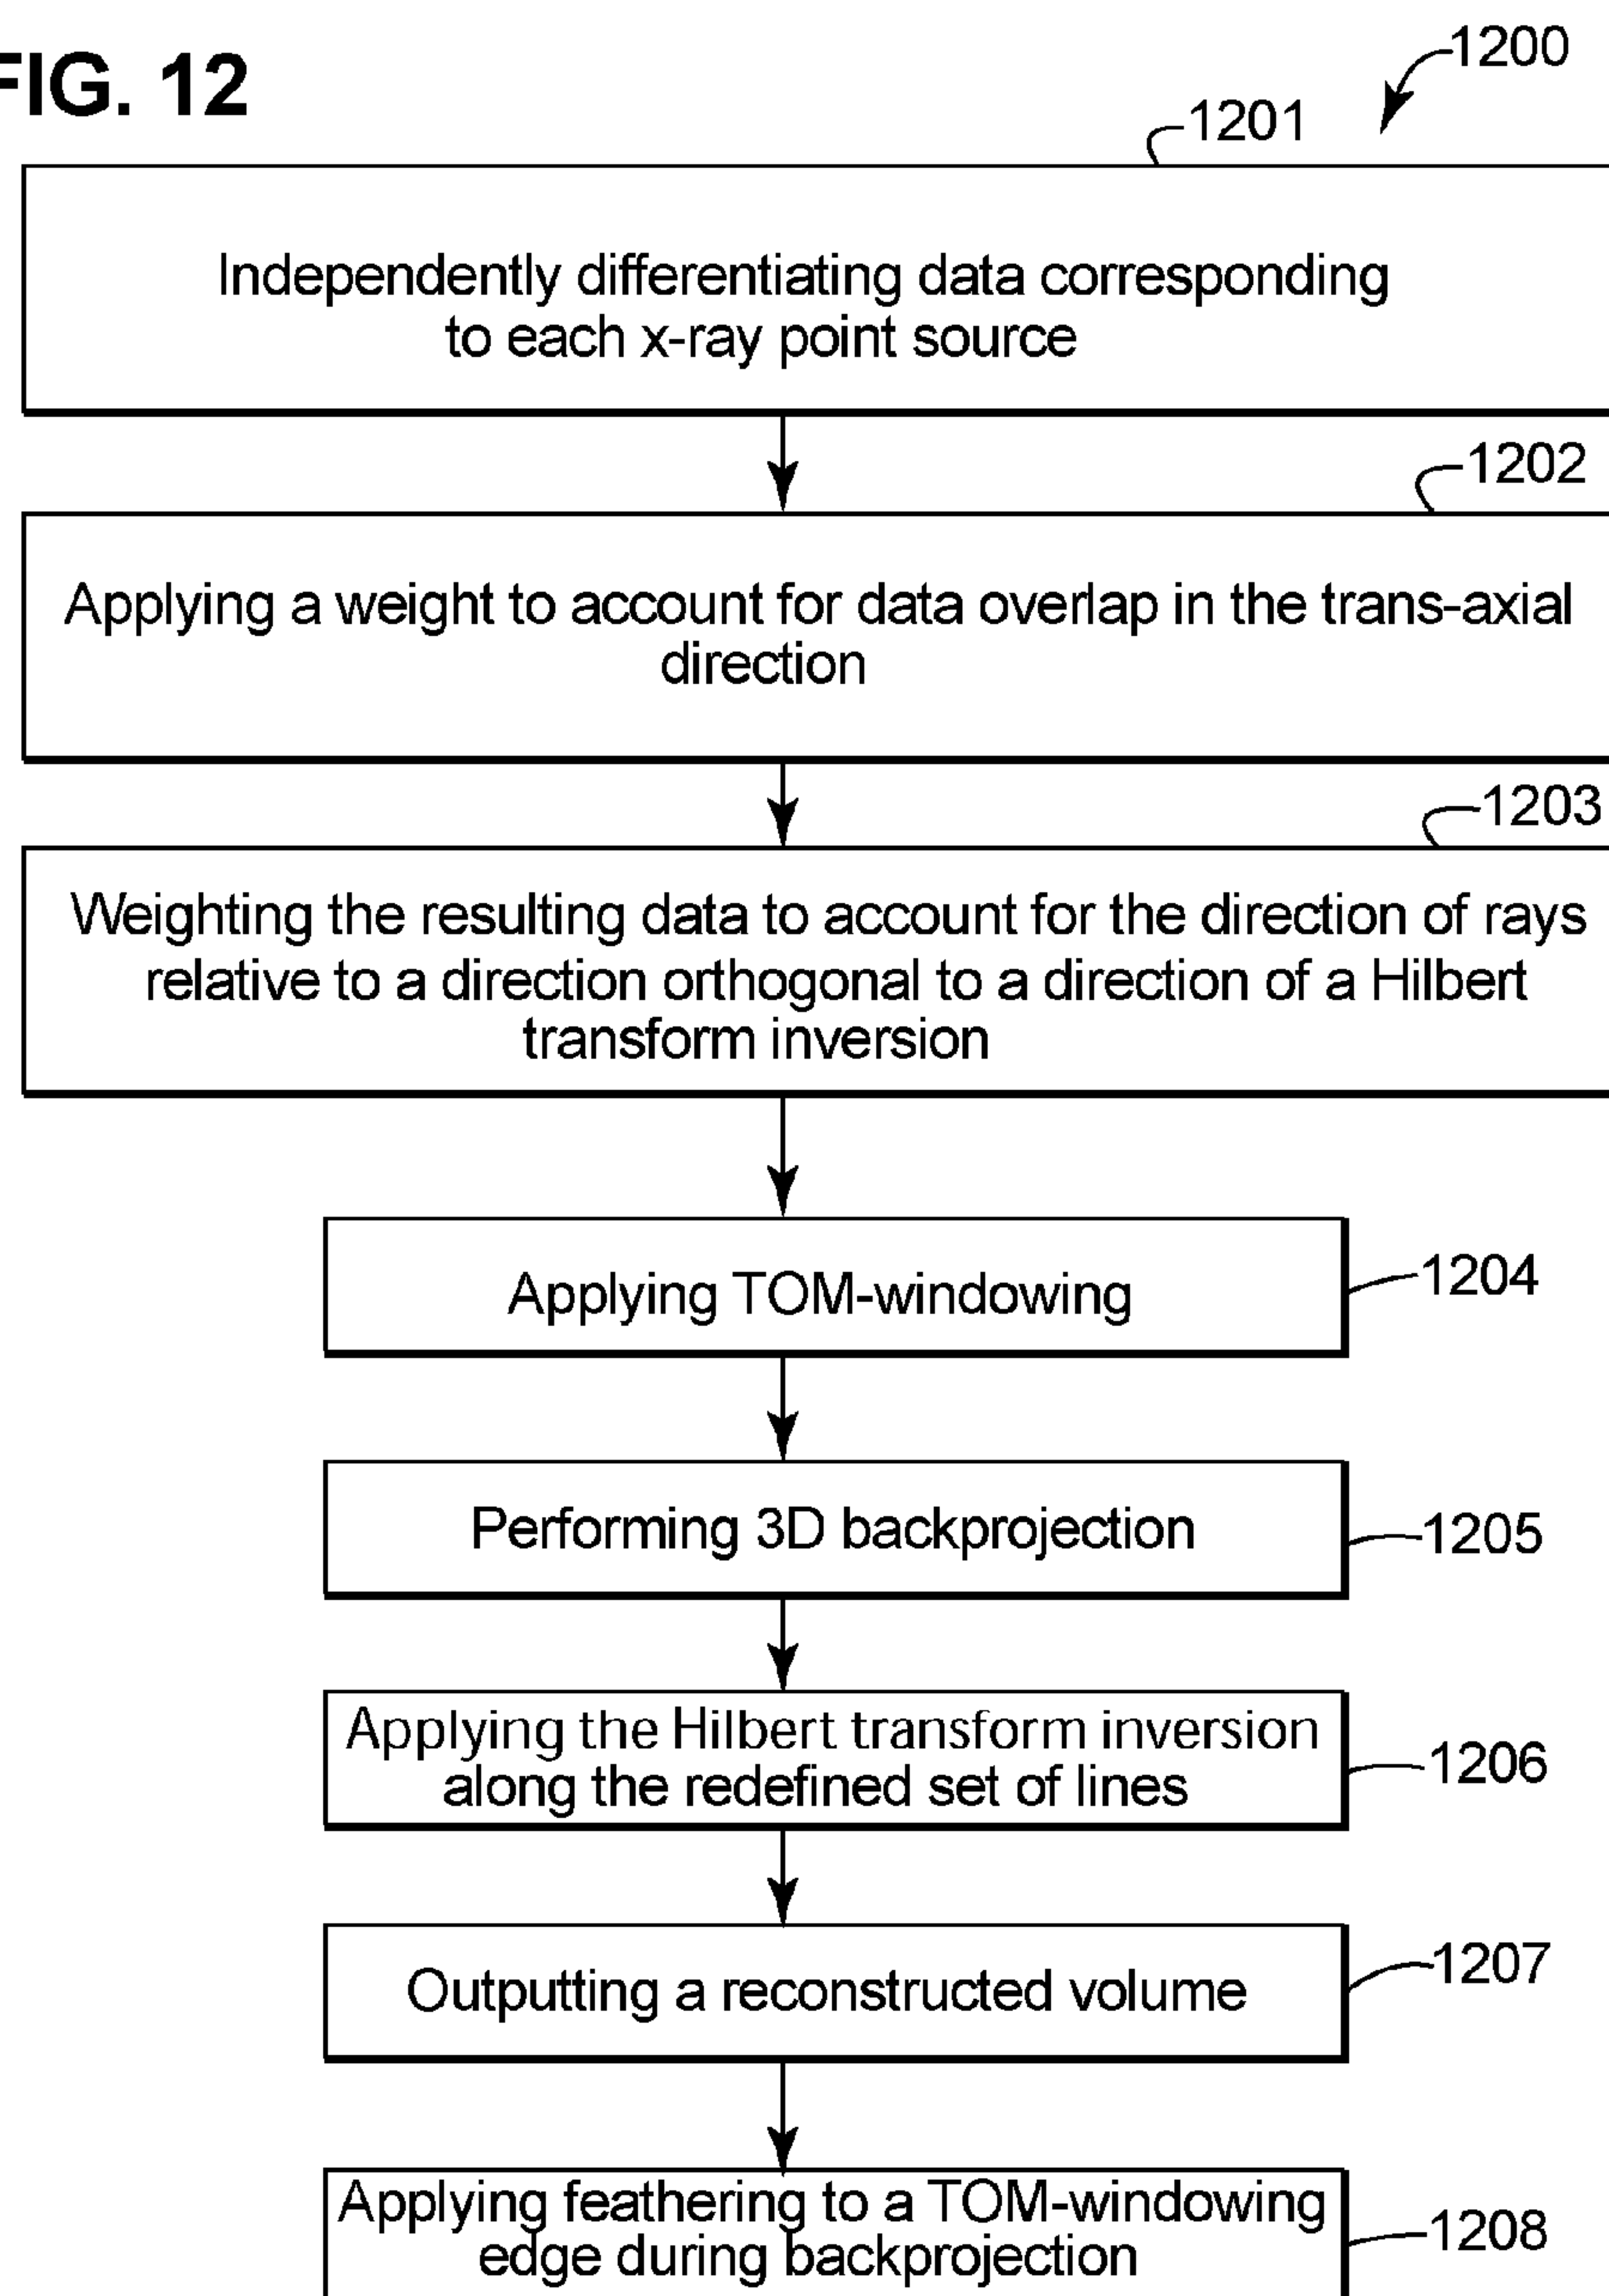 FIG. 12
1200
1201
Independently differentiating data corresponding
to each x-ray point source
1202
Applying a weight to account for data overlap in the trans-axial
direction
1203
Weighting the resulting data to account for the direction of rays
relative to a direction orthogonal to a direction of a Hilbert
transform inversion
Applying TOM-windowing
1204
Performing 3D backprojection
1205
Applying the Hilbert transform inversion
along the redefined set of lines
1206
Outputting a reconstructed volume
1207
Applying feathering to a TOM-windowing
edge during backprojection
1208